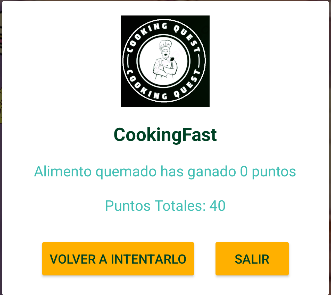 COOKING QUEST
COOKING QUEST
CookingFast
Alimento quemado has ganado 0 puntos
Puntos Totales: 40
VOLVER A INTENTARLO
SALIR